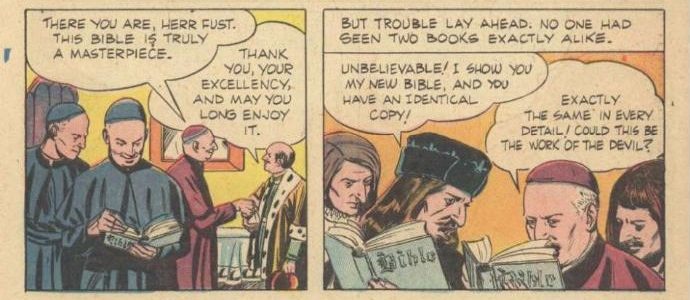 THERE YOU ARE, HERR FUST.
THIS BIBLE IS TRULY
A MASTERPIECE.
THANK
YOU, YOUR
EXCELLENCY,
AND MAY YOU
LONG ENJOY
IT.
Bible
BUT TROUBLE LAY AHEAD. NO ONE HAD
SEEN TWO BOOKS EXACTLY ALIKE.
UNBELIEVABLE! I SHOW YOU
MY NEW BIBLE, AND YOU
HAVE AN IDENTICAL
COPY!
EXACTLY
THE SAME IN EVERY
DETAIL! COULD THIS BE
THE WORK OF THE DEVIL?
Bible
Bible